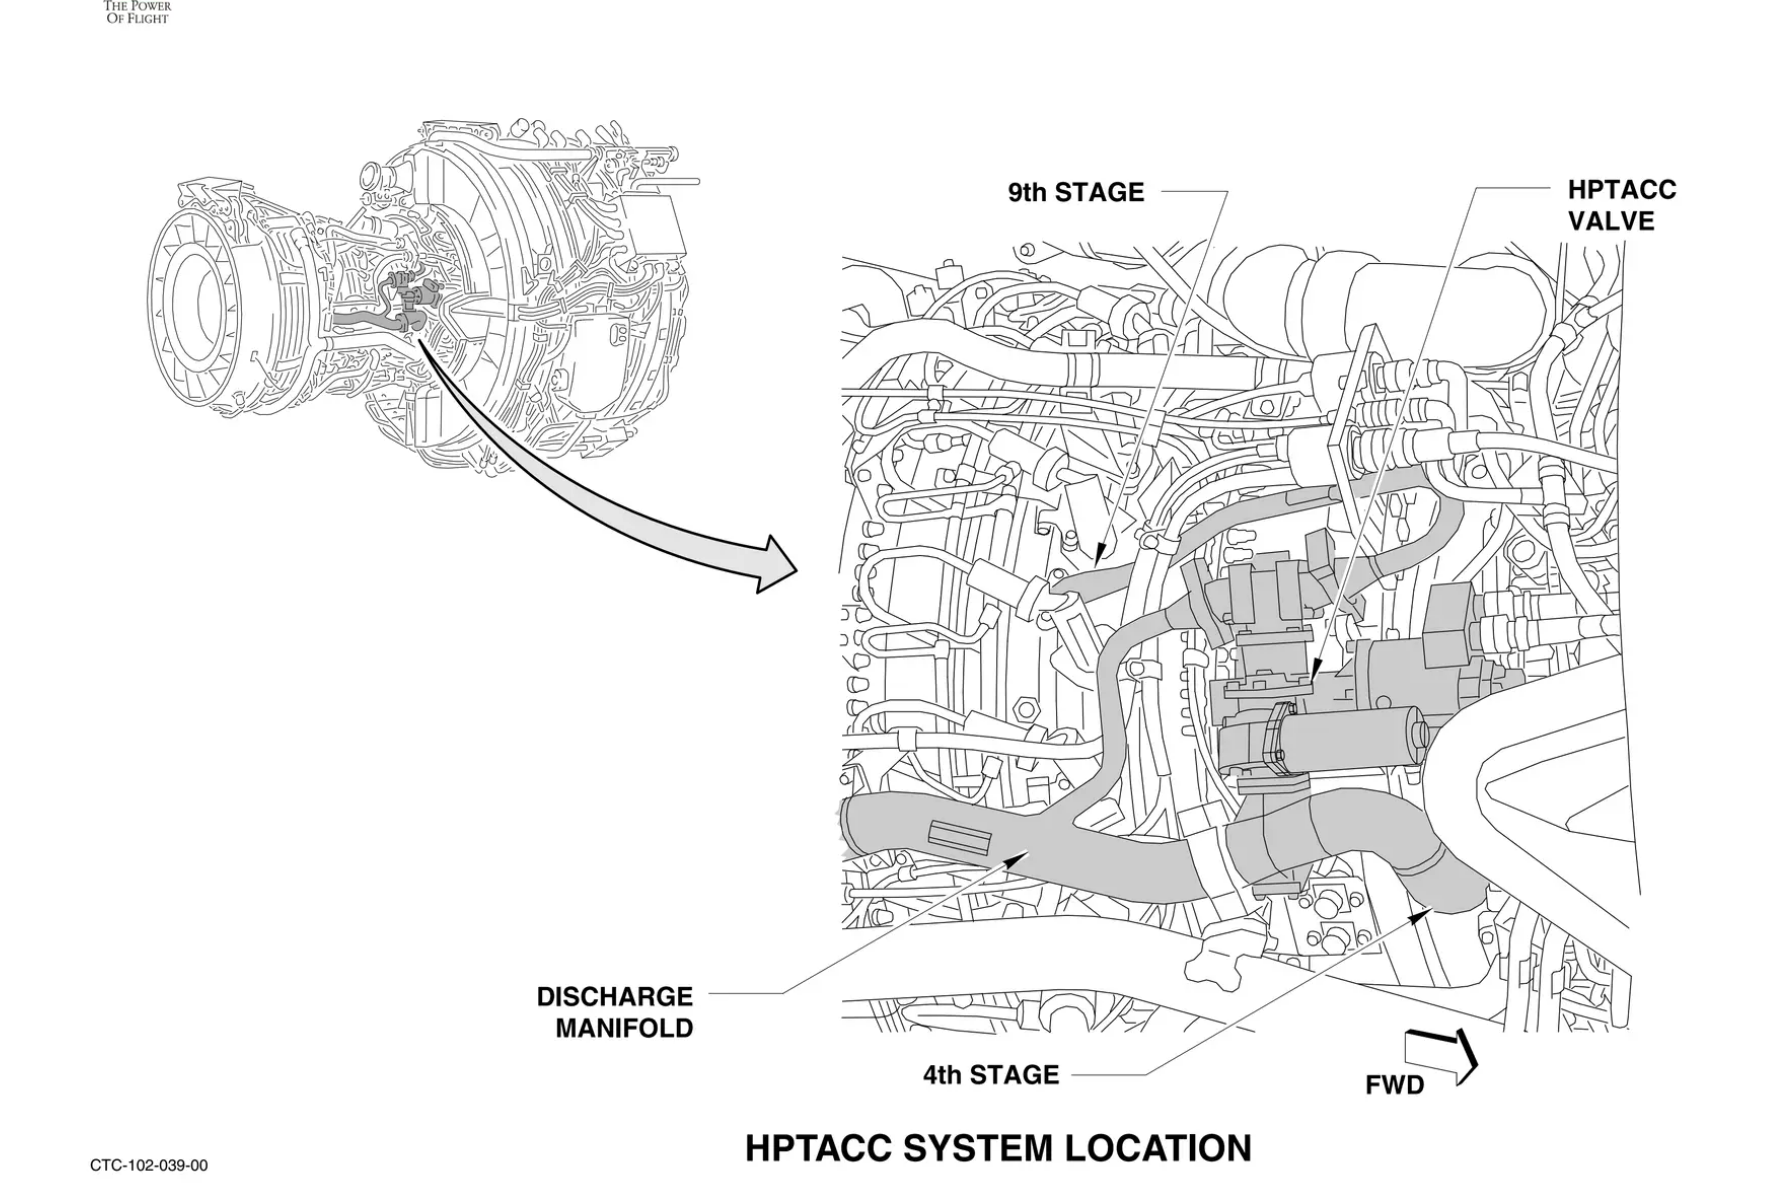 THE POWER
OF FLIGHT
9th STAGE
HPTACC
VALVE
DISCHARGE
MANIFOLD
4th STAGE
FWD
HPTACC SYSTEM LOCATION
CTC-102-039-00